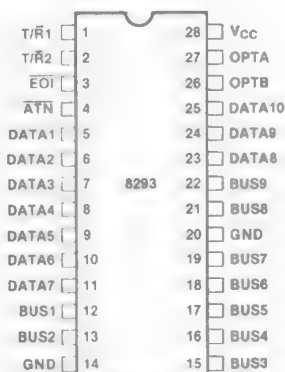 T/R̄1 1 28 VCC
T/R̄2 2 27 OPTA
E̅O̅I̅ 3 26 OPTB
A̅T̅N̅ 4 25 DATA10
DATA1 5 24 DATA9
DATA2 6 23 DATA8
DATA3 7 8293 22 BUS9
DATA4 8 21 BUS8
DATA5 9 20 GND
DATA6 10 19 BUS7
DATA7 11 18 BUS6
BUS1 12 17 BUS5
BUS2 13 16 BUS4
GND 14 15 BUS3